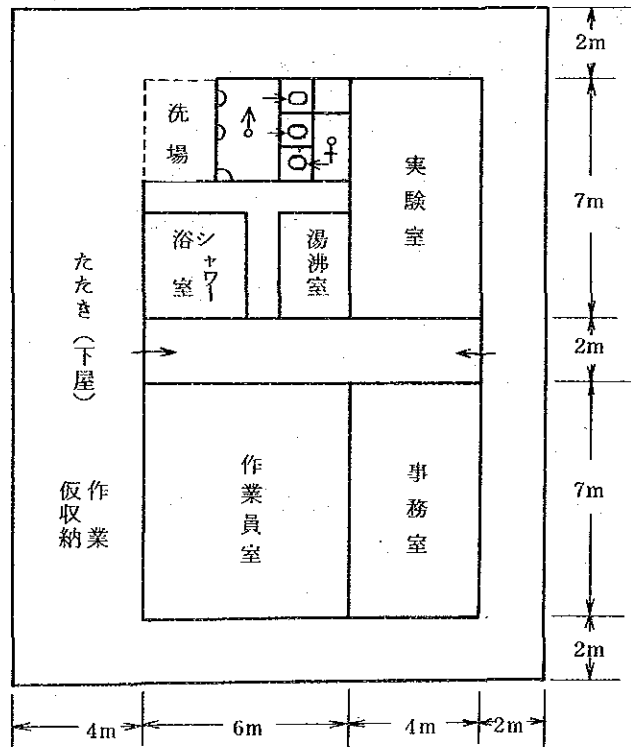 2m
洗場
実験室
7m
浴室
シャワー
湯沸室
たたき(下屋)
2m
作業員室
事務室
7m
作業
仮収納
2m
4m
6m
4m
2m